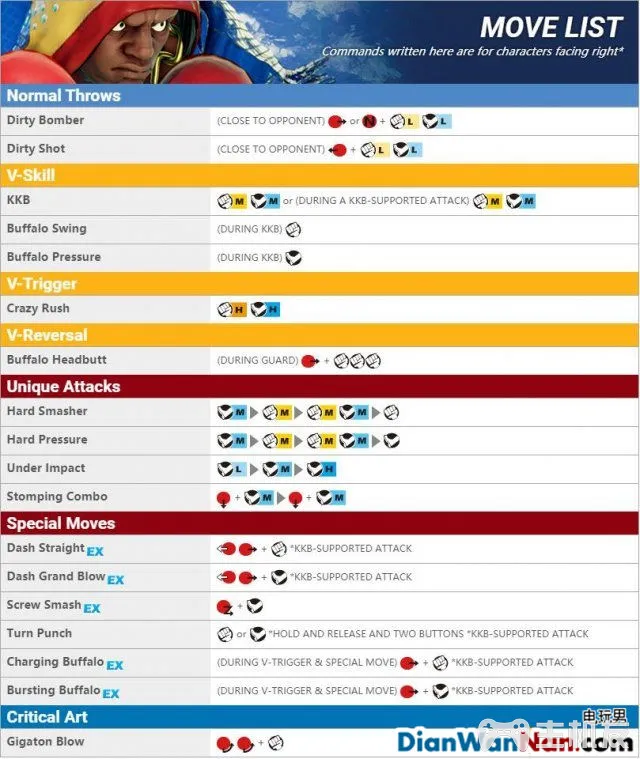 MOVE LIST
Commands written here are for characters facing right*
Normal Throws
Dirty Bomber (CLOSE TO OPPONENT) or N + L L
Dirty Shot (CLOSE TO OPPONENT) + L L
V-Skill
KKB M M or (DURING A KKB-SUPPORTED ATTACK) M M
Buffalo Swing (DURING KKB)
Buffalo Pressure (DURING KKB)
V-Trigger
Crazy Rush H H
V-Reversal
Buffalo Headbutt (DURING GUARD) +
Unique Attacks
Hard Smasher M M M M
Hard Pressure M M M M
Under Impact L M H
Stomping Combo + M + M
Special Moves
Dash Straight EX + *KKB-SUPPORTED ATTACK
Dash Grand Blow EX + *KKB-SUPPORTED ATTACK
Screw Smash EX +
Turn Punch or *HOLD AND RELEASE AND TWO BUTTONS *KKB-SUPPORTED ATTACK
Charging Buffalo EX (DURING V-TRIGGER & SPECIAL MOVE) + *KKB-SUPPORTED ATTACK
Bursting Buffalo EX (DURING V-TRIGGER & SPECIAL MOVE) + *KKB-SUPPORTED ATTACK
Critical Art
电玩男
Gigaton Blow +
DianWanNan.com